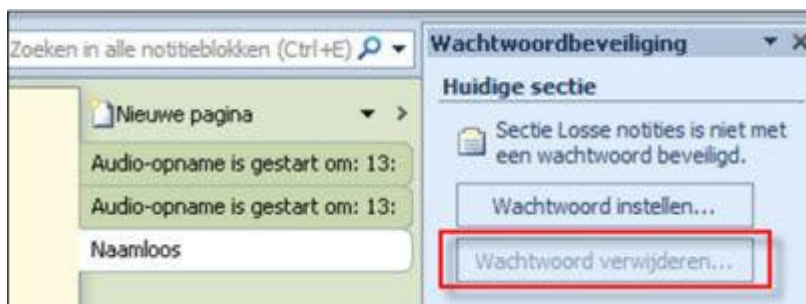 Zoeken in alle notitieblokken (Ctrl+E)
Nieuwe pagina
Audio-opname is gestart om: 13:
Audio-opname is gestart om: 13:
Naamloos
Wachtwoordbeveiliging
Huidige sectie
Sectie Losse notities is niet met
een wachtwoord beveiligd.
Wachtwoord instellen...
Wachtwoord verwijderen...